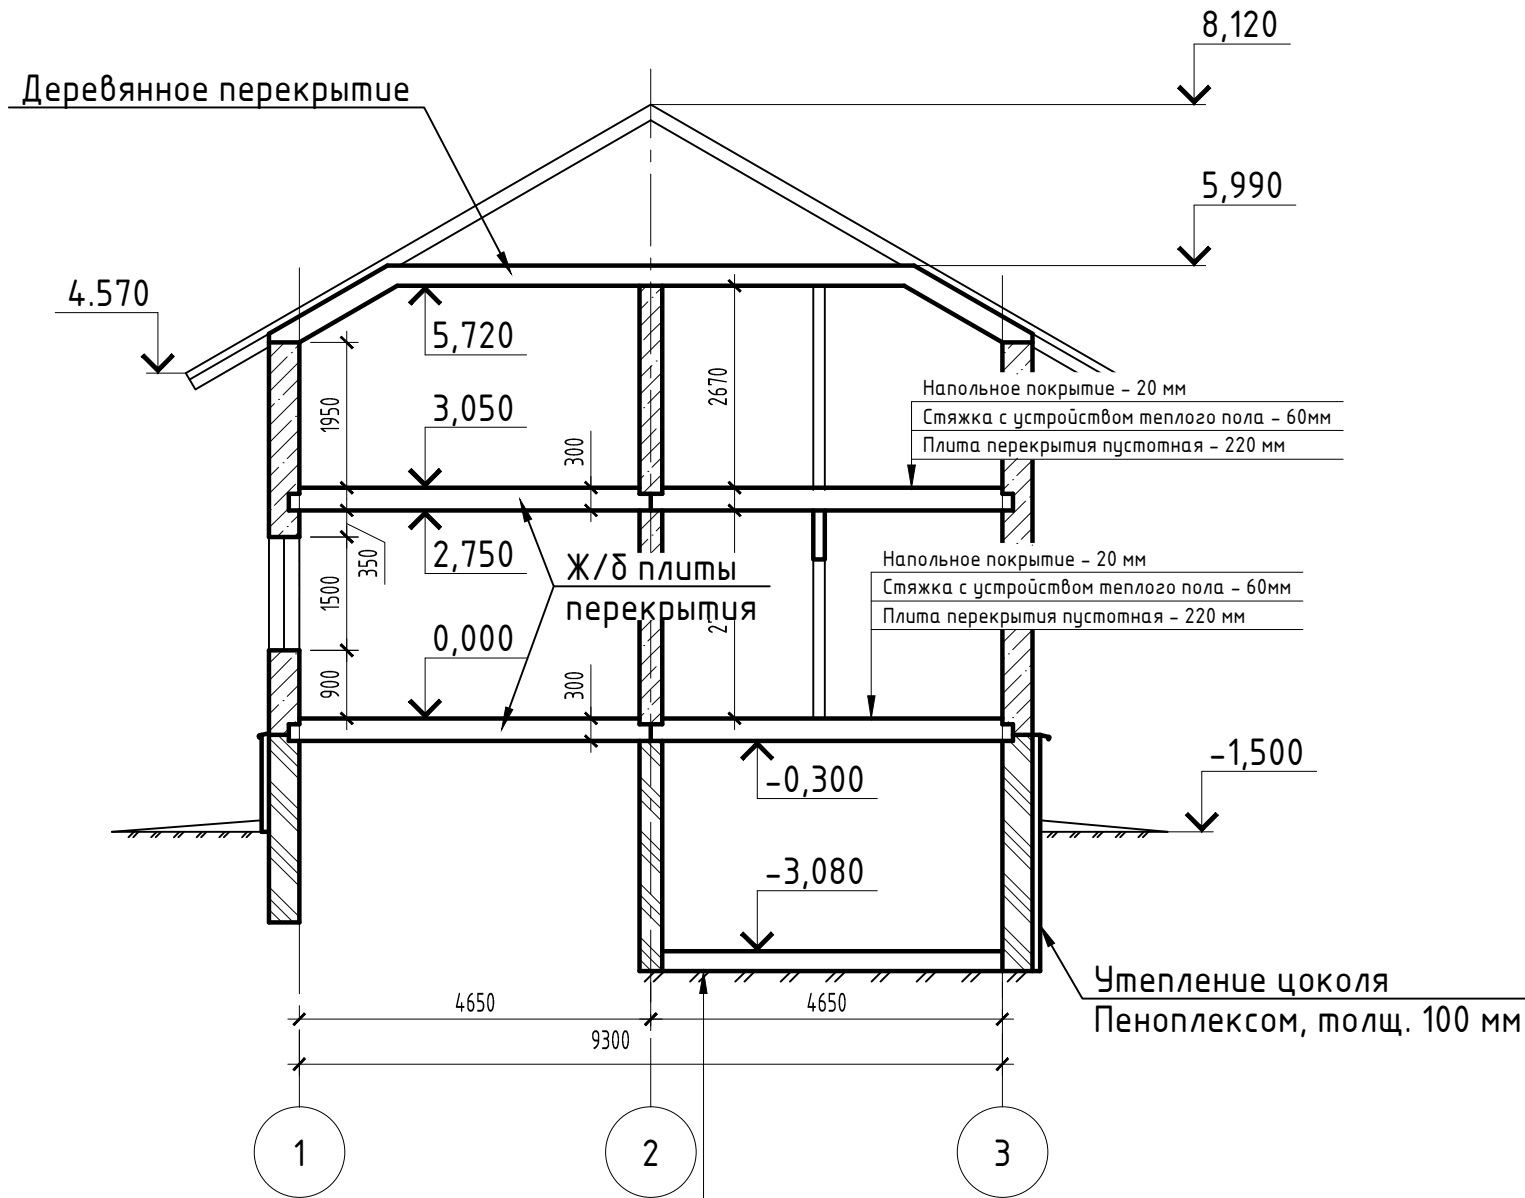 8,120
Деревянное перекрытие
5,990
4.570
5,720
3,050
1950
300
2670
Напольное покрытие - 20 мм
Стяжка с устройством теплого пола - 60мм
Плита перекрытия пустотная - 220 мм
2,750
350
1500
Ж/б плиты
перекрытия
Напольное покрытие - 20 мм
Стяжка с устройством теплого пола - 60мм
Плита перекрытия пустотная - 220 мм
0,000
900
300
-0,300
-1,500
-3,080
Утепление цоколя
Пеноплексом, толщ. 100 мм
4650
4650
9300
1
2
3